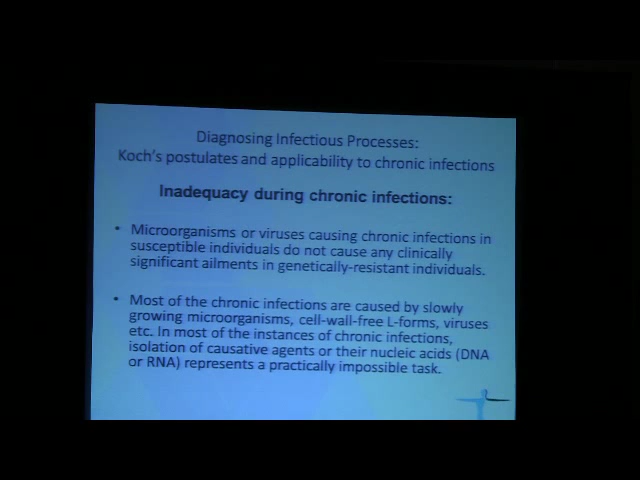 Diagnosing Infectious Processes:
Koch's postulates and applicability to chronic infections
Inadequacy during chronic infections:
• Microorganisms or viruses causing chronic infections in
susceptible individuals do not cause any clinically
significant ailments in genetically-resistant individuals.
• Most of the chronic infections are caused by slowly
growing microorganisms, cell-wall-free L-forms, viruses
etc. In most of the instances of chronic infections,
isolation of causative agents or their nucleic acids (DNA
or RNA) represents a practically impossible task.